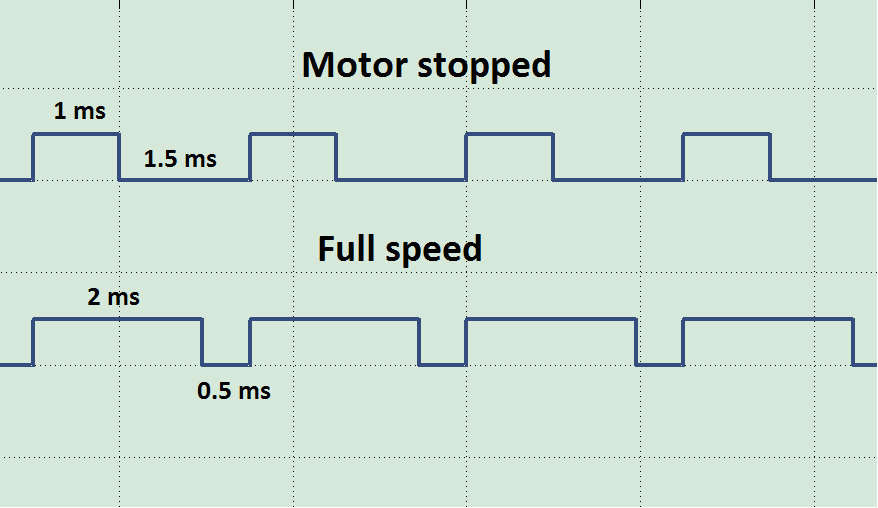 Motor stopped
1 ms
1.5 ms
Full speed
2 ms
0.5 ms